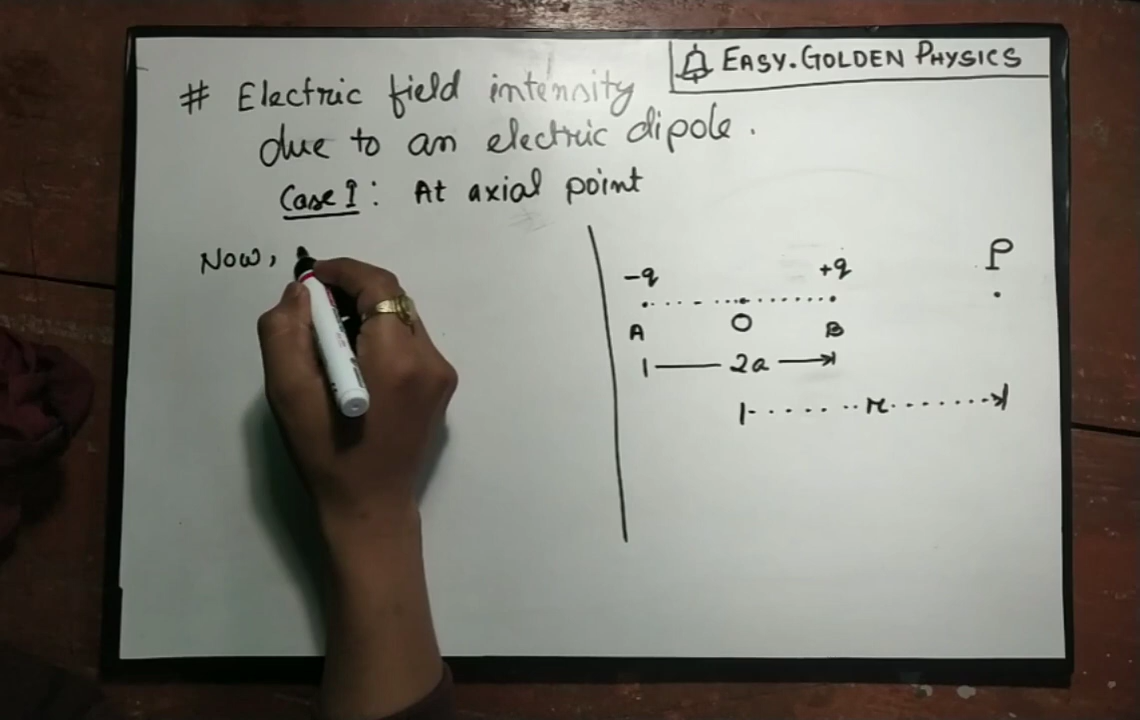 EASY.GOLDEN PHYSICS
# Electric field intensity
due to an electric dipole.
Case I: At axial point
Now,
-q +q P
A O B
2a
r